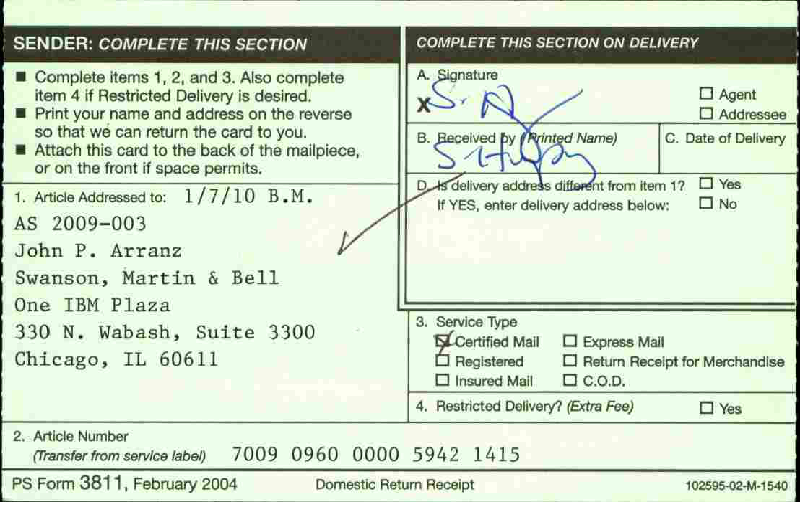 SENDER: COMPLETE THIS SECTION
■ Complete items 1, 2, and 3. Also complete
item 4 if Restricted Delivery is desired.
■ Print your name and address on the reverse
so that we can return the card to you.
■ Attach this card to the back of the mailpiece,
or on the front if space permits.
1. Article Addressed to: 1/7/10 B.M.
AS 2009-003
John P. Arranz
Swanson, Martin & Bell
One IBM Plaza
330 N. Wabash, Suite 3300
Chicago, IL 60611
COMPLETE THIS SECTION ON DELIVERY
A. Signature
X
☐ Agent
☐ Addressee
B. Received by (Printed Name)
C. Date of Delivery
D. Is delivery address different from item 1? ☐ Yes
If YES, enter delivery address below: ☐ No
3. Service Type
☒ Certified Mail ☐ Express Mail
☐ Registered ☐ Return Receipt for Merchandise
☐ Insured Mail ☐ C.O.D.
4. Restricted Delivery? (Extra Fee) ☐ Yes
2. Article Number
(Transfer from service label) 7009 0960 0000 5942 1415
PS Form 3811, February 2004 Domestic Return Receipt 102595-02-M-1540